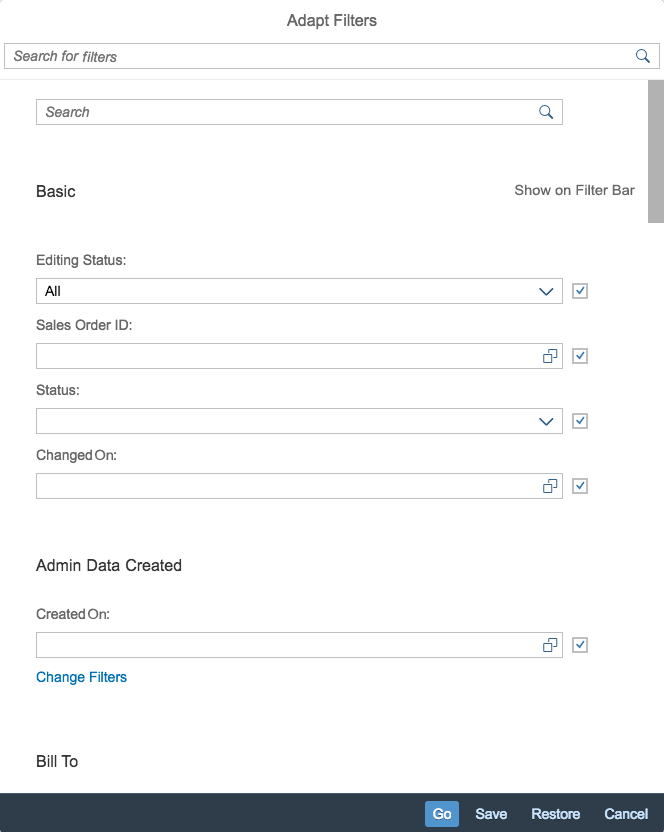 Adapt Filters
Search for filters
Search
Basic
Show on Filter Bar
Editing Status:
All
Sales Order ID:
Status:
Changed On:
Admin Data Created
Created On:
Change Filters
Bill To
Go Save Restore Cancel